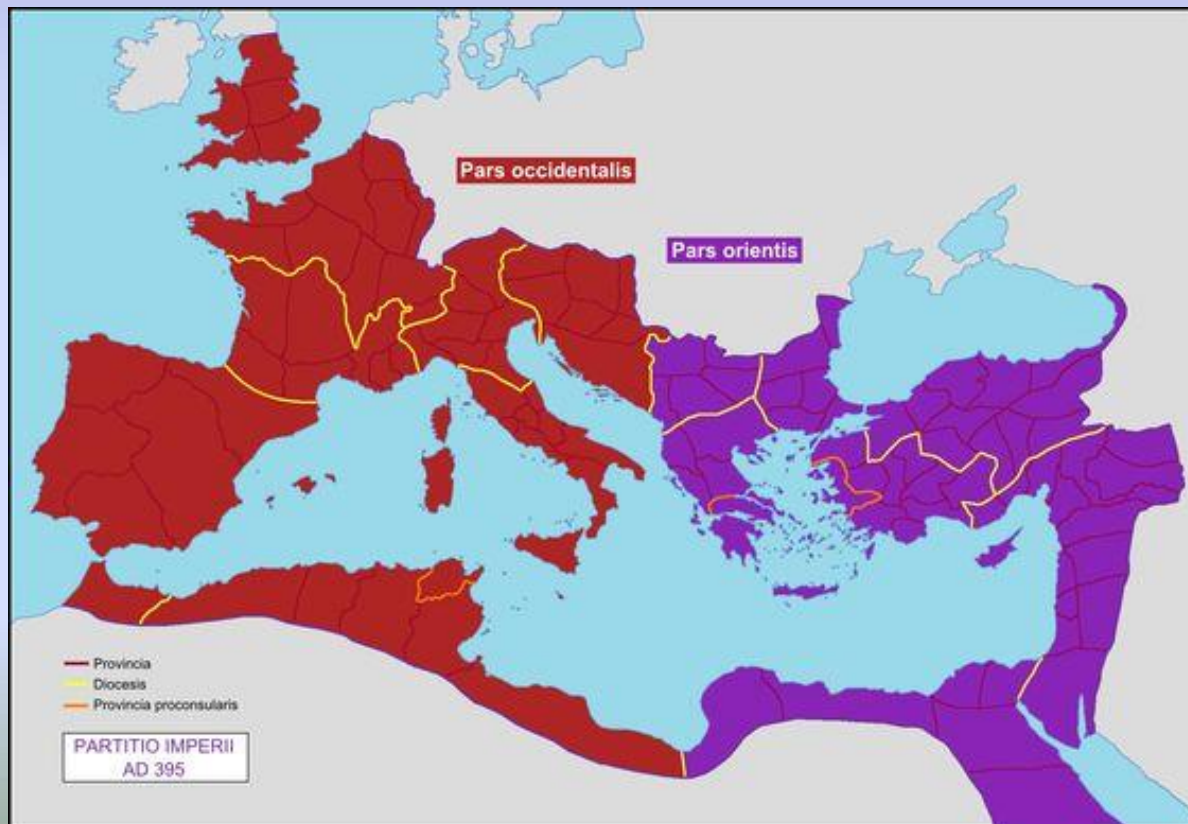 Pars occidentalis
Pars orientis
Provincia
Diocesis
Provincia proconsularis
PARTITIO IMPERII
AD 395